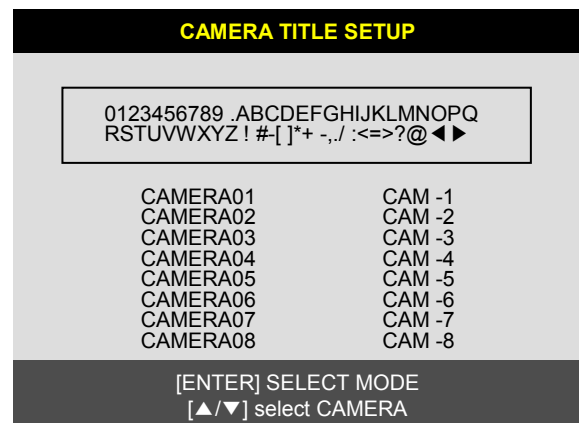 CAMERA TITLE SETUP
0123456789 .ABCDEFGHIJKLMNOPQ
RSTUVWXYZ ! #-[ ]*+ -,./ :<=>?@◀▶
CAMERA01 CAM -1
CAMERA02 CAM -2
CAMERA03 CAM -3
CAMERA04 CAM -4
CAMERA05 CAM -5
CAMERA06 CAM -6
CAMERA07 CAM -7
CAMERA08 CAM -8
[ENTER] SELECT MODE
[▲/▼] select CAMERA